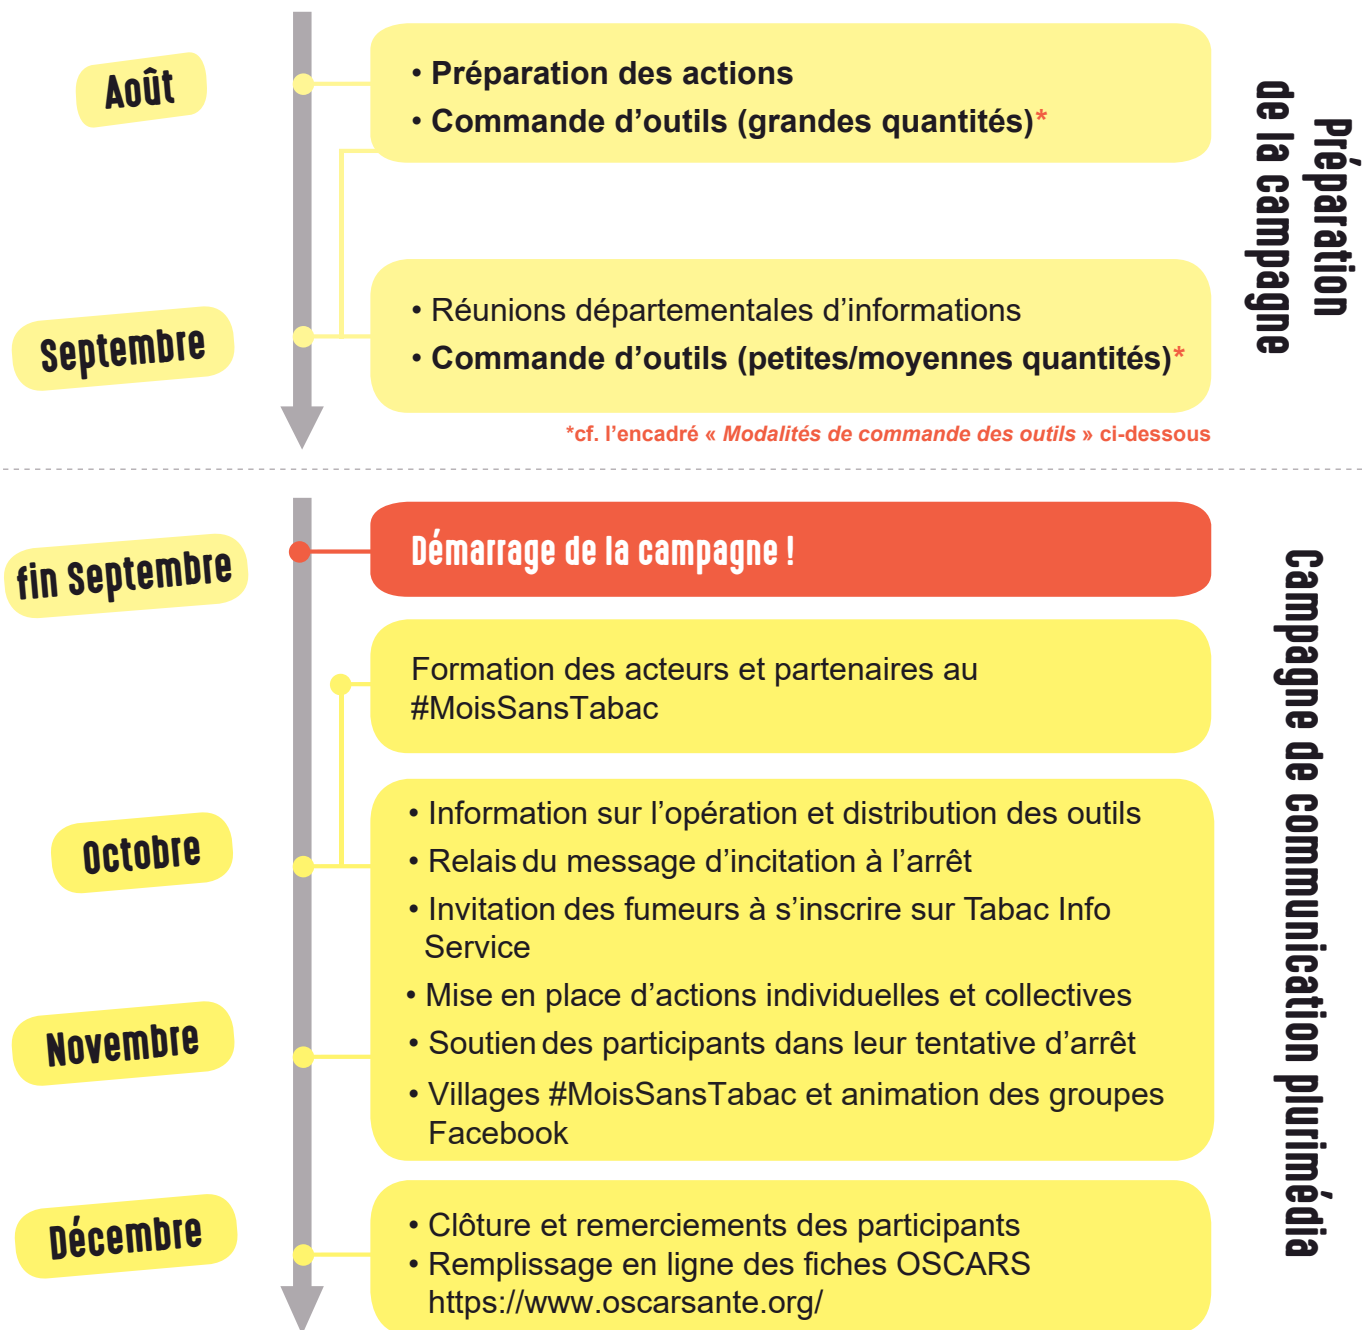 Août
• Préparation des actions
• Commande d’outils (grandes quantités)*
Préparation
de la campagne
Septembre
• Réunions départementales d’informations
• Commande d’outils (petites/moyennes quantités)*
*cf. l’encadré « Modalités de commande des outils » ci-dessous
fin Septembre
Démarrage de la campagne !
Formation des acteurs et partenaires au
#MoisSansTabac
Campagne de communication plurimédia
Octobre
• Information sur l’opération et distribution des outils
• Relais du message d’incitation à l’arrêt
• Invitation des fumeurs à s’inscrire sur Tabac Info
Service
• Mise en place d’actions individuelles et collectives
Novembre
• Soutien des participants dans leur tentative d’arrêt
• Villages #MoisSansTabac et animation des groupes
Facebook
Décembre
• Clôture et remerciements des participants
• Remplissage en ligne des fiches OSCARS
https://www.oscarsante.org/